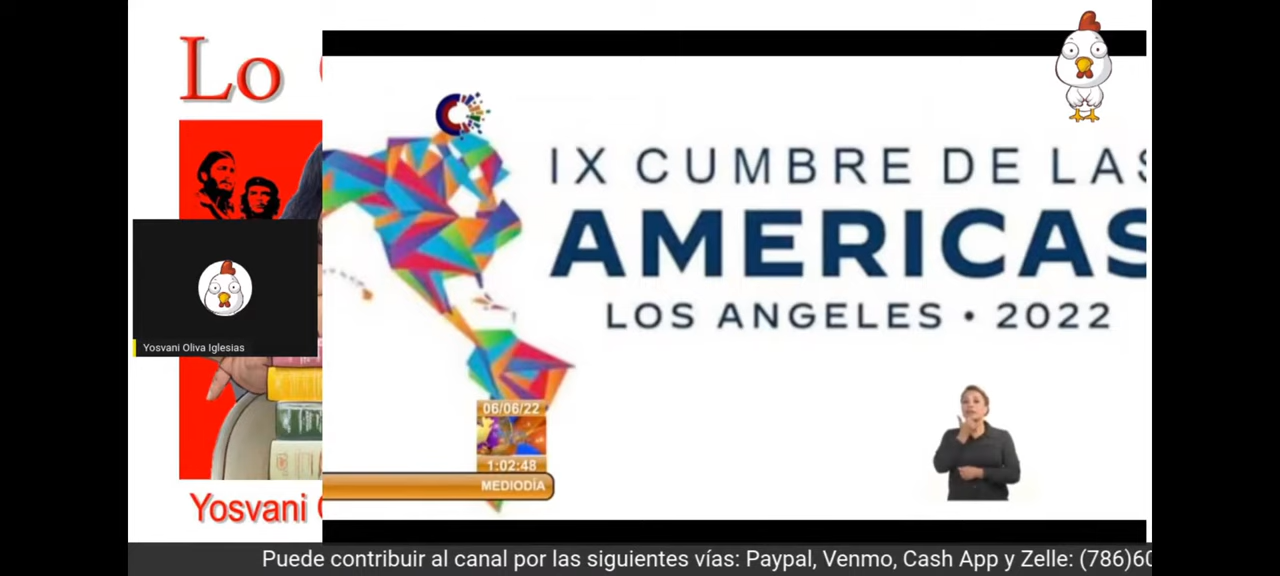 Lo
IX CUMBRE DE LAS
AMERICAS
LOS ANGELES • 2022
Yosvani Oliva Iglesias
06/06/22
1:02:48
MEDIODÍA
Yosvani
Puede contribuir al canal por las siguientes vías: Paypal, Venmo, Cash App y Zelle: (786)60